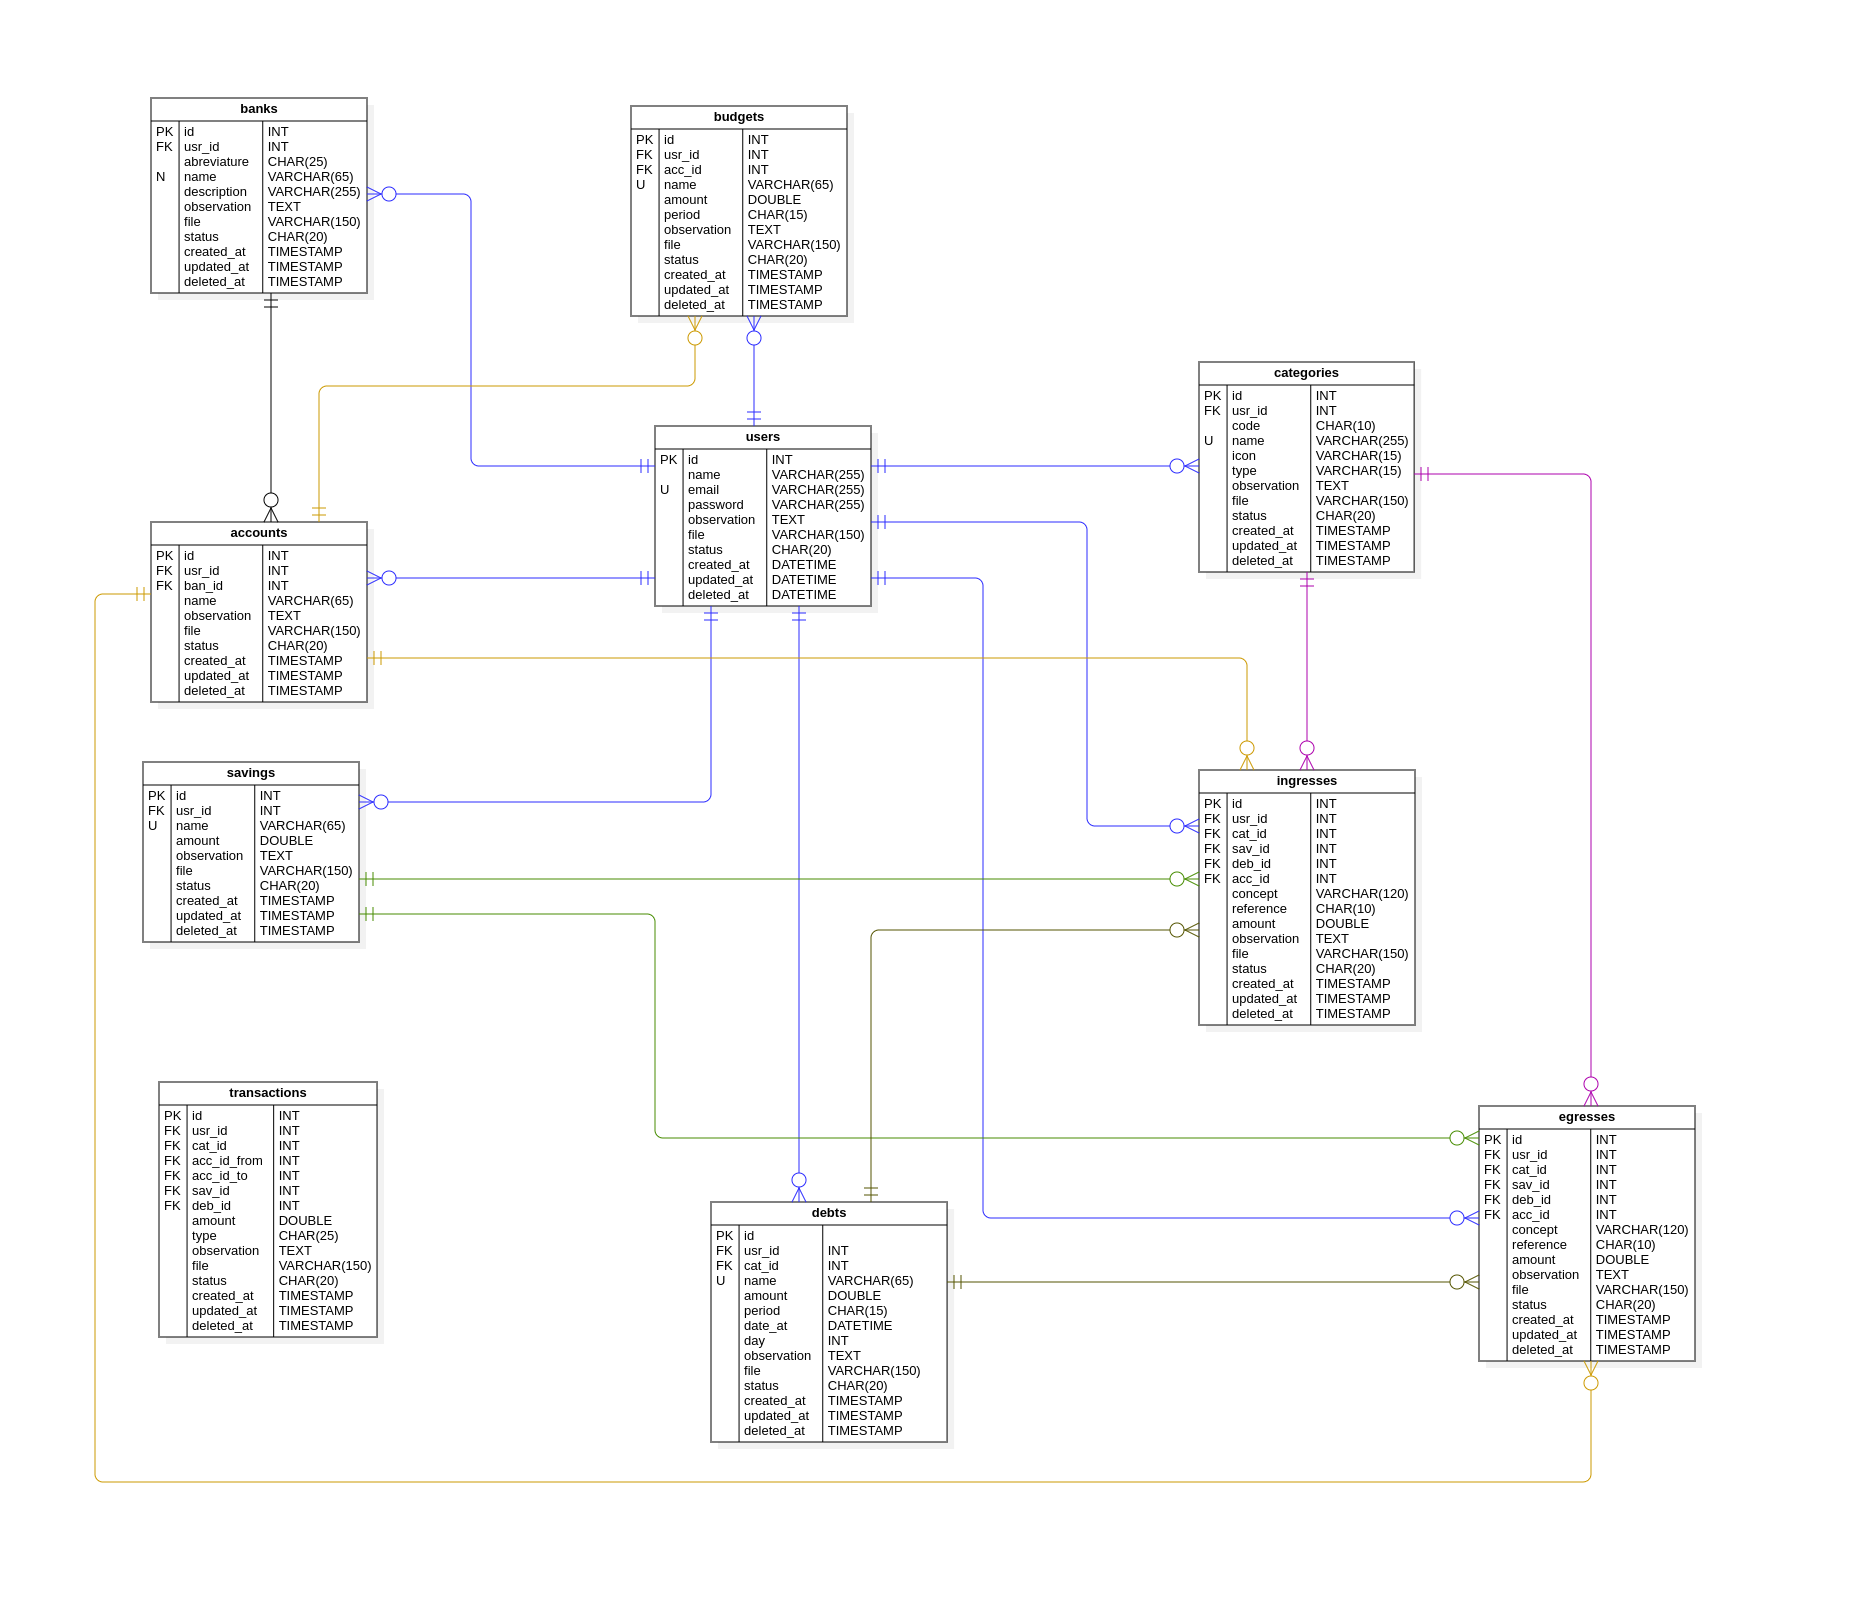 banks
PK id INT
FK usr_id INT
abreviature CHAR(25)
N name VARCHAR(65)
description VARCHAR(255)
observation TEXT
file VARCHAR(150)
status CHAR(20)
created_at TIMESTAMP
updated_at TIMESTAMP
deleted_at TIMESTAMP
budgets
PK id INT
FK usr_id INT
FK acc_id INT
U name VARCHAR(65)
amount DOUBLE
period CHAR(15)
observation TEXT
file VARCHAR(150)
status CHAR(20)
created_at TIMESTAMP
updated_at TIMESTAMP
deleted_at TIMESTAMP
categories
PK id INT
FK usr_id INT
code CHAR(10)
U name VARCHAR(255)
icon VARCHAR(15)
type VARCHAR(15)
observation TEXT
file VARCHAR(150)
status CHAR(20)
created_at TIMESTAMP
updated_at TIMESTAMP
deleted_at TIMESTAMP
users
PK id INT
name VARCHAR(255)
U email VARCHAR(255)
password VARCHAR(255)
observation TEXT
file VARCHAR(150)
status CHAR(20)
created_at DATETIME
updated_at DATETIME
deleted_at DATETIME
accounts
PK id INT
FK usr_id INT
FK ban_id INT
name VARCHAR(65)
observation TEXT
file VARCHAR(150)
status CHAR(20)
created_at TIMESTAMP
updated_at TIMESTAMP
deleted_at TIMESTAMP
savings
PK id INT
FK usr_id INT
U name VARCHAR(65)
amount DOUBLE
observation TEXT
file VARCHAR(150)
status CHAR(20)
created_at TIMESTAMP
updated_at TIMESTAMP
deleted_at TIMESTAMP
ingresses
PK id INT
FK usr_id INT
FK cat_id INT
FK sav_id INT
FK deb_id INT
FK acc_id INT
concept VARCHAR(120)
reference CHAR(10)
amount DOUBLE
observation TEXT
file VARCHAR(150)
status CHAR(20)
created_at TIMESTAMP
updated_at TIMESTAMP
deleted_at TIMESTAMP
transactions
PK id INT
FK usr_id INT
FK cat_id INT
FK acc_id_from INT
FK acc_id_to INT
FK sav_id INT
FK deb_id INT
amount DOUBLE
type CHAR(25)
observation TEXT
file VARCHAR(150)
status CHAR(20)
created_at TIMESTAMP
updated_at TIMESTAMP
deleted_at TIMESTAMP
egresses
PK id INT
FK usr_id INT
FK cat_id INT
FK sav_id INT
FK deb_id INT
FK acc_id INT
concept VARCHAR(120)
reference CHAR(10)
amount DOUBLE
observation TEXT
file VARCHAR(150)
status CHAR(20)
created_at TIMESTAMP
updated_at TIMESTAMP
deleted_at TIMESTAMP
debts
PK id
FK usr_id INT
FK cat_id INT
U name VARCHAR(65)
amount DOUBLE
period CHAR(15)
date_at DATETIME
day INT
observation TEXT
file VARCHAR(150)
status CHAR(20)
created_at TIMESTAMP
updated_at TIMESTAMP
deleted_at TIMESTAMP